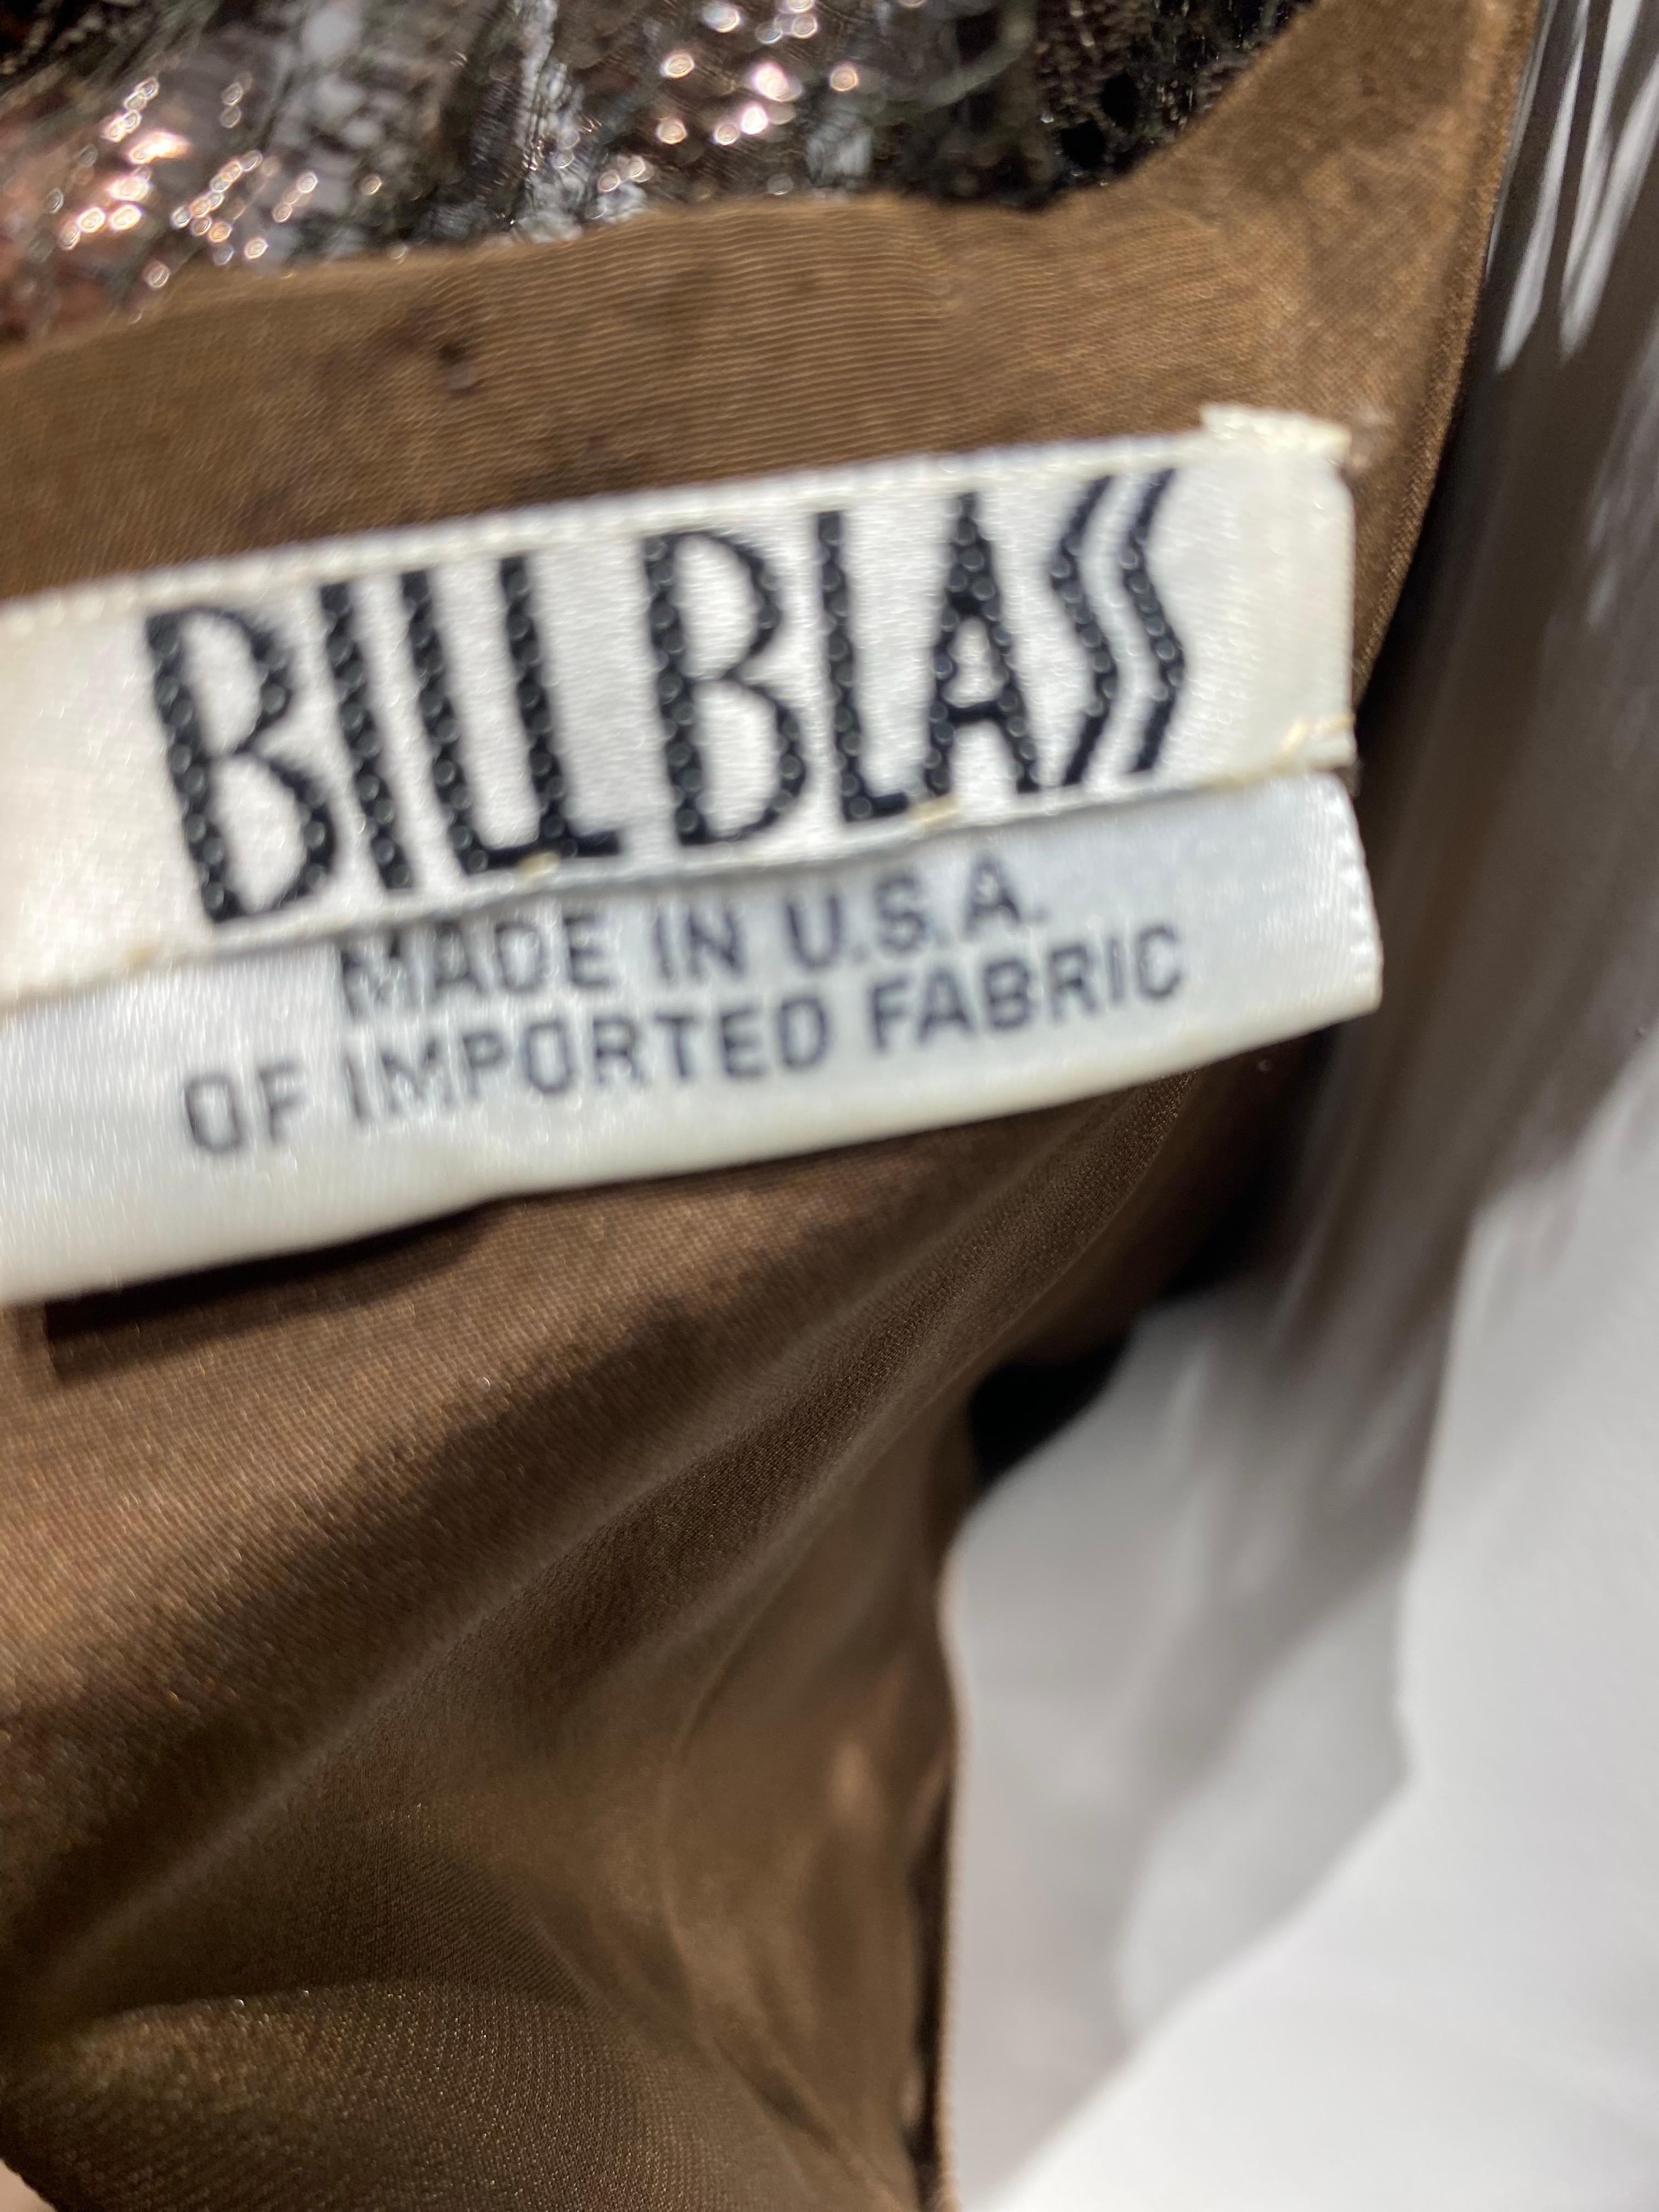 BILL BLASS
MADE IN U.S.A.
OF IMPORTED FABRIC